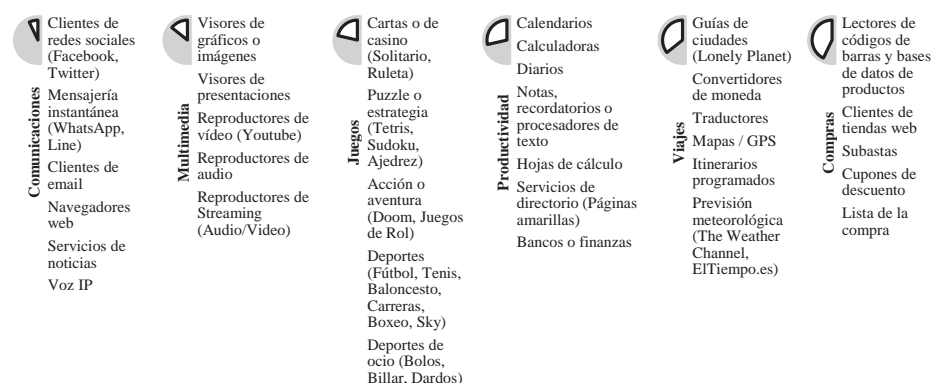 Comunicaciones
Clientes de
redes sociales
(Facebook,
Twitter)
Mensajería
instantánea
(WhatsApp,
Line)
Clientes de
email
Navegadores
web
Servicios de
noticias
Voz IP
Multimedia
Visores de
gráficos o
imágenes
Visores de
presentaciones
Reproductores de
vídeo (Youtube)
Reproductores de
audio
Reproductores de
Streaming
(Audio/Video)
Juegos
Cartas o de
casino
(Solitario,
Ruleta)
Puzzle o
estrategia
(Tetris,
Sudoku,
Ajedrez)
Acción o
aventura
(Doom, Juegos
de Rol)
Deportes
(Fútbol, Tenis,
Baloncesto,
Carreras,
Boxeo, Sky)
Deportes de
ocio (Bolos,
Billar, Dardos)
Productividad
Calendarios
Calculadoras
Diarios
Notas,
recordatorios o
procesadores de
texto
Hojas de cálculo
Servicios de
directorio (Páginas
amarillas)
Bancos o finanzas
Viajes
Guías de
ciudades
(Lonely Planet)
Convertidores
de moneda
Traductores
Mapas / GPS
Itinerarios
programados
Previsión
meteorológica
(The Weather
Channel,
ElTiempo.es)
Compras
Lectores de
códigos de
barras y bases
de datos de
productos
Clientes de
tiendas web
Subastas
Cupones de
descuento
Lista de la
compra